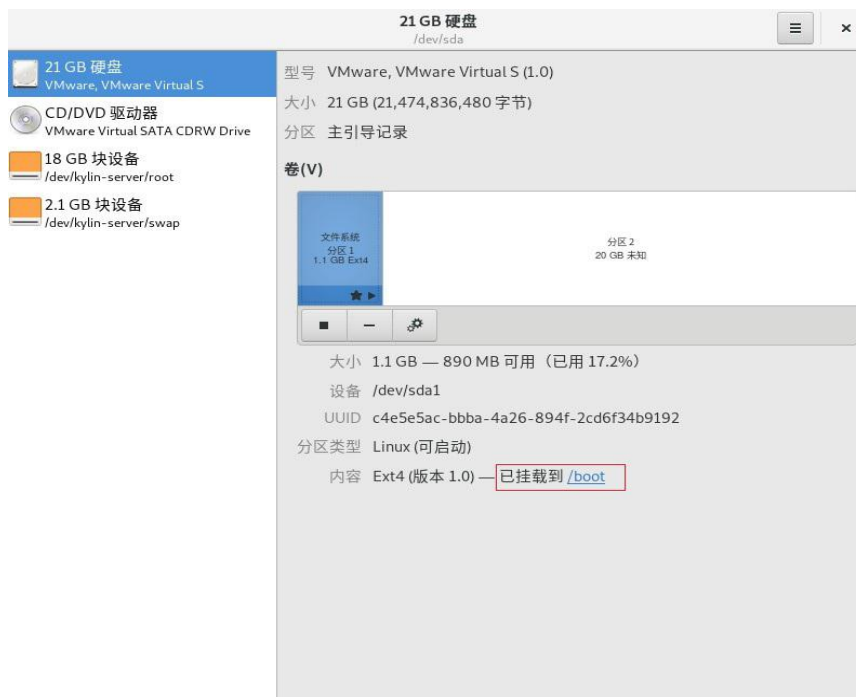 21 GB 硬盘
/dev/sda
21 GB 硬盘
VMware, VMware Virtual S
CD/DVD 驱动器
VMware Virtual SATA CDRW Drive
18 GB 块设备
/dev/kylin-server/root
2.1 GB 块设备
/dev/kylin-server/swap
型号 VMware, VMware Virtual S (1.0)
大小 21 GB (21,474,836,480 字节)
分区 主引导记录
卷(V)
文件系统
分区 1
1.1 GB Ext4
分区 2
20 GB 未知
大小 1.1 GB — 890 MB 可用（已用 17.2%）
设备 /dev/sda1
UUID c4e5e5ac-bbba-4a26-894f-2cd6f34b9192
分区类型 Linux (可启动)
内容 Ext4 (版本 1.0) — 已挂载到 /boot